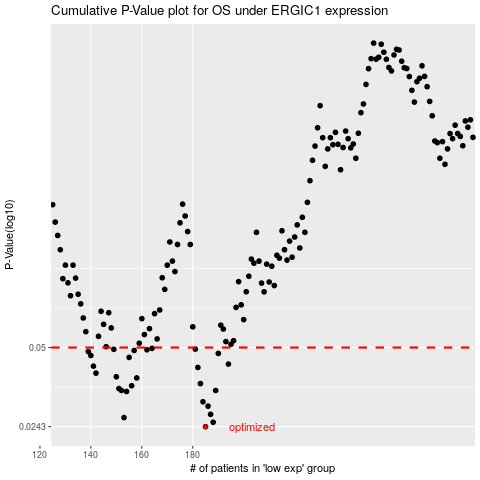 Cumulative P-Value plot for OS under ERGIC1 expression
P-Value(log10)
0.05
0.0243
optimized
120 140 160 180
# of patients in 'low exp' group